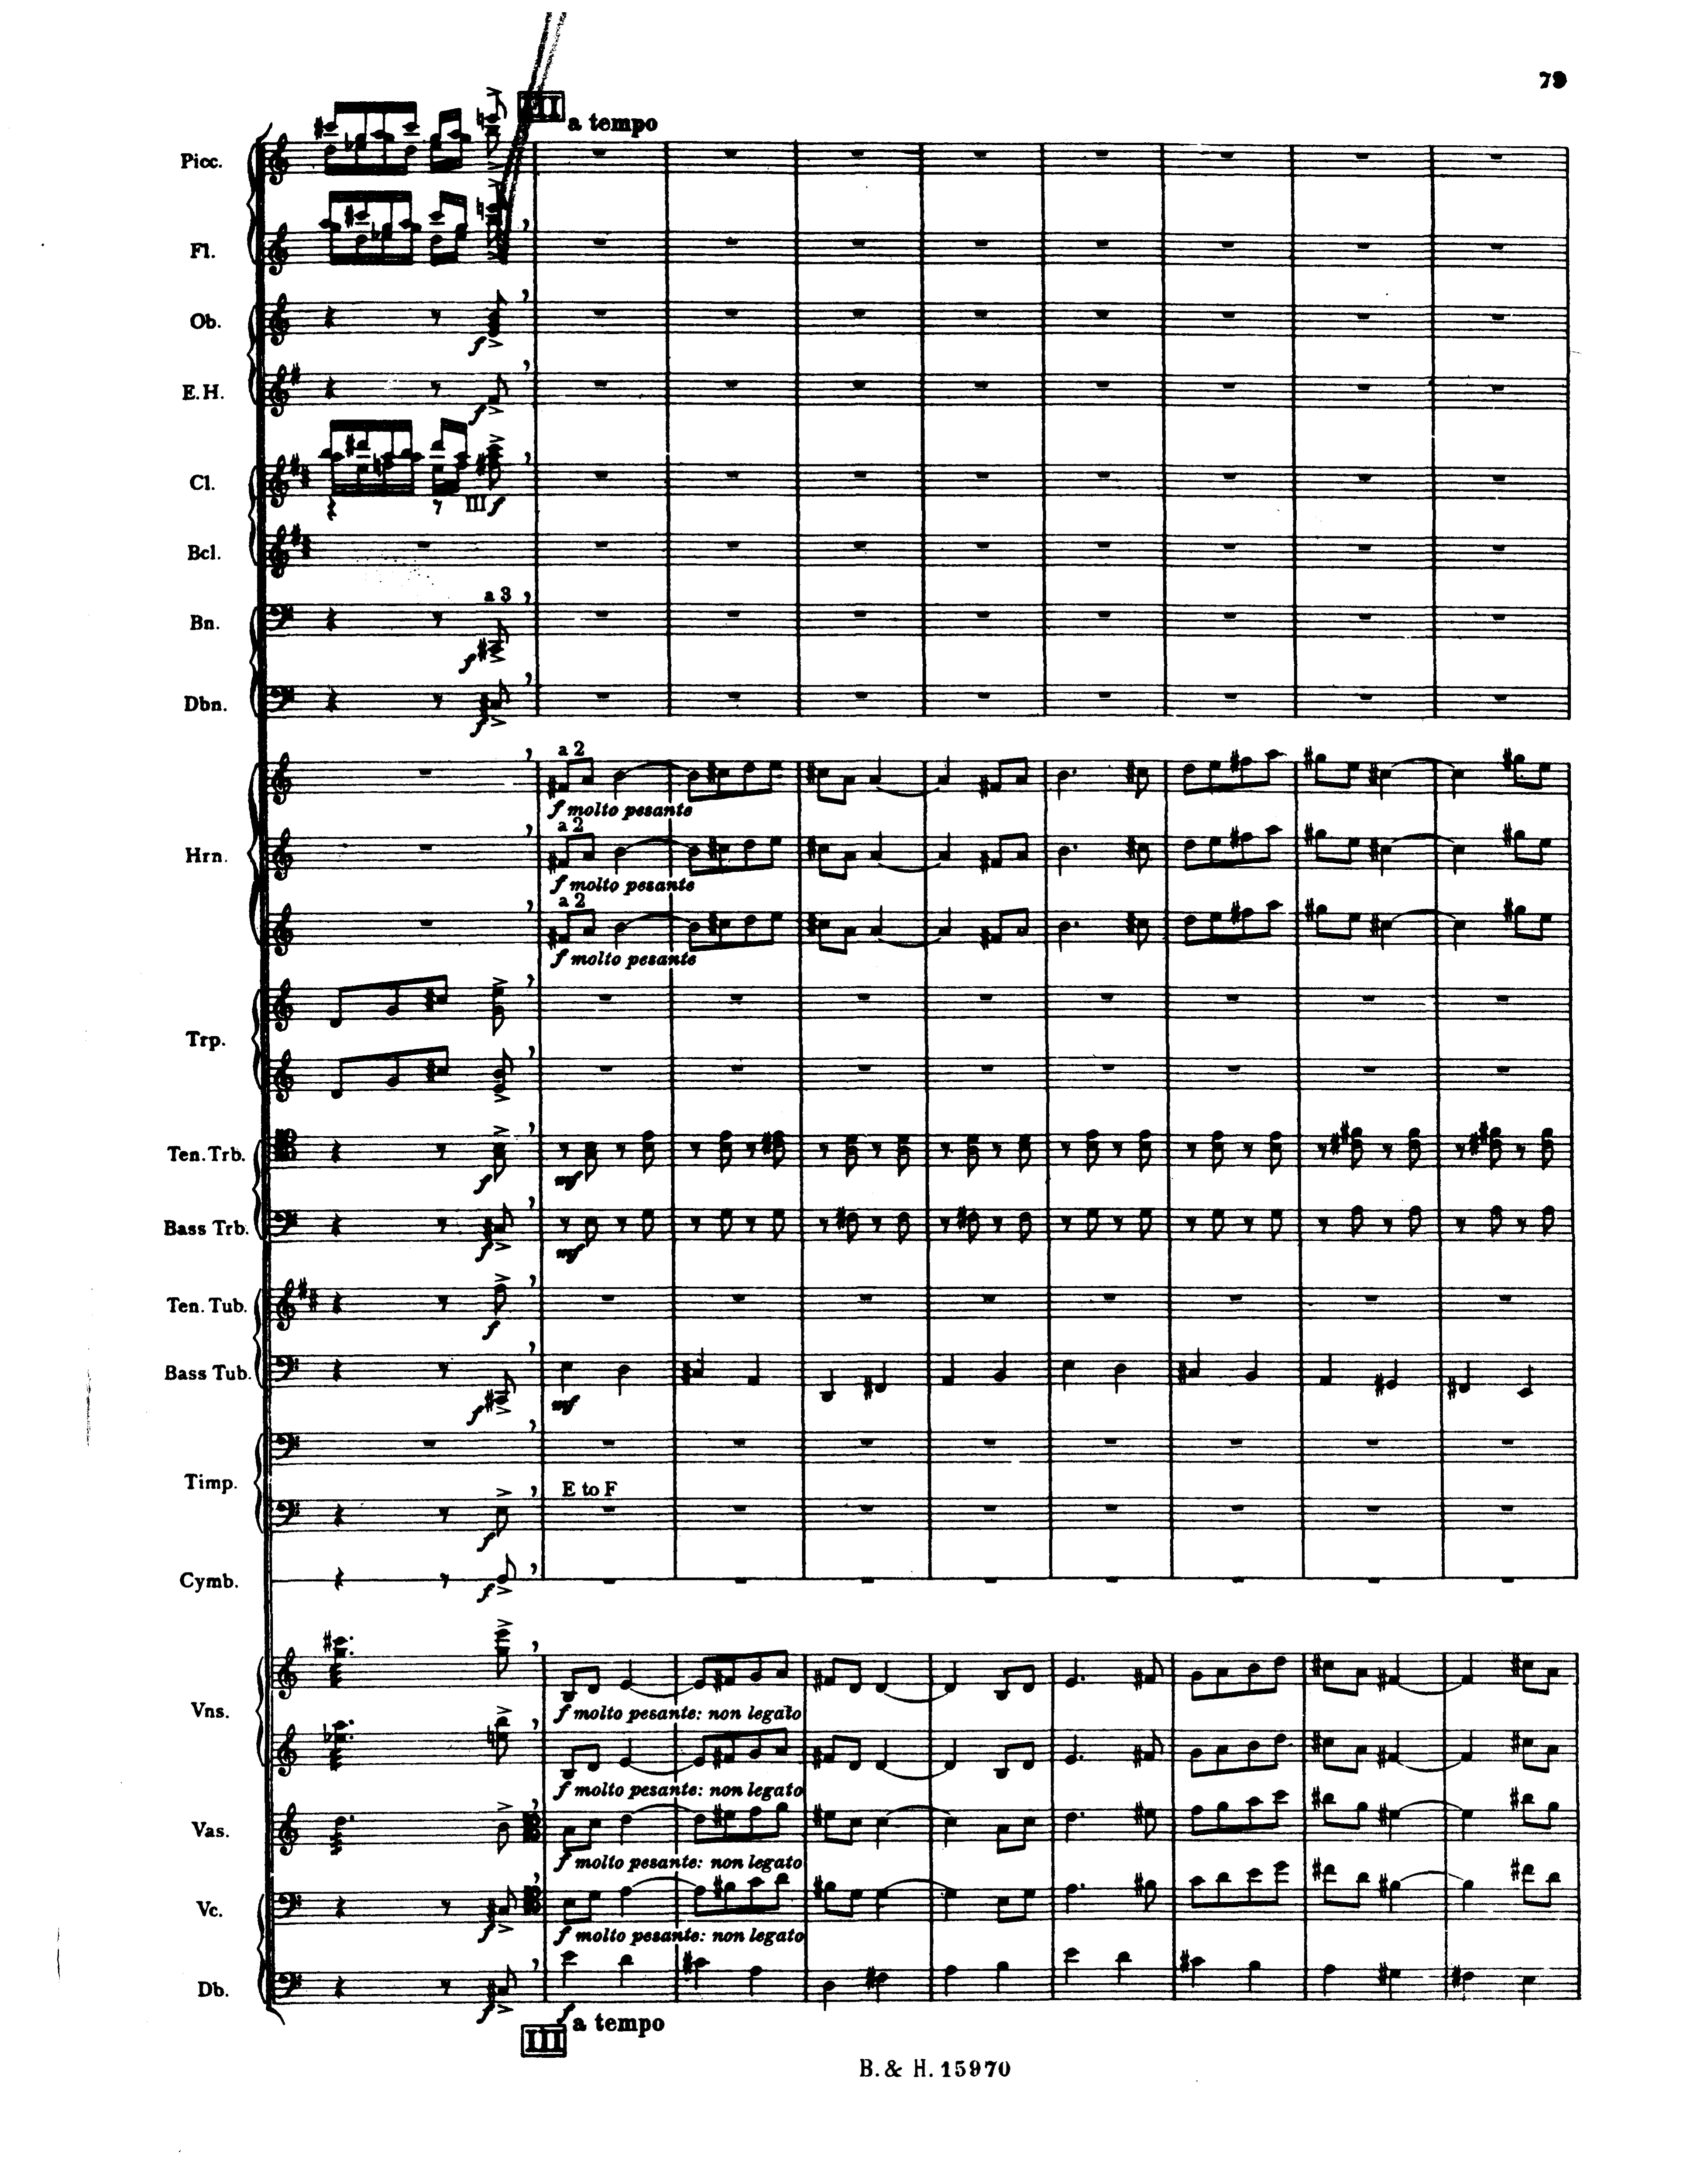 79
III a tempo
Picc.
Fl.
Ob.
f
E.H.
f
Cl.
III f
Bcl.
a 3
Bn.
f
Dbn.
f
a 2
f molto pesante
a 2
Hrn.
f molto pesante
a 2
f molto pesante
Trp.
Ten. Trb.
f mf
Bass Trb.
f mf
Ten. Tub.
f
Bass Tub.
f mf
Timp.
E to F
f
Cymb.
f
Vns.
f molto pesante: non legato
f molto pesante: non legato
Vas.
f molto pesante: non legato
Vc.
f
f molto pesante: non legato
Db.
f f
III a tempo
B. & H. 15970